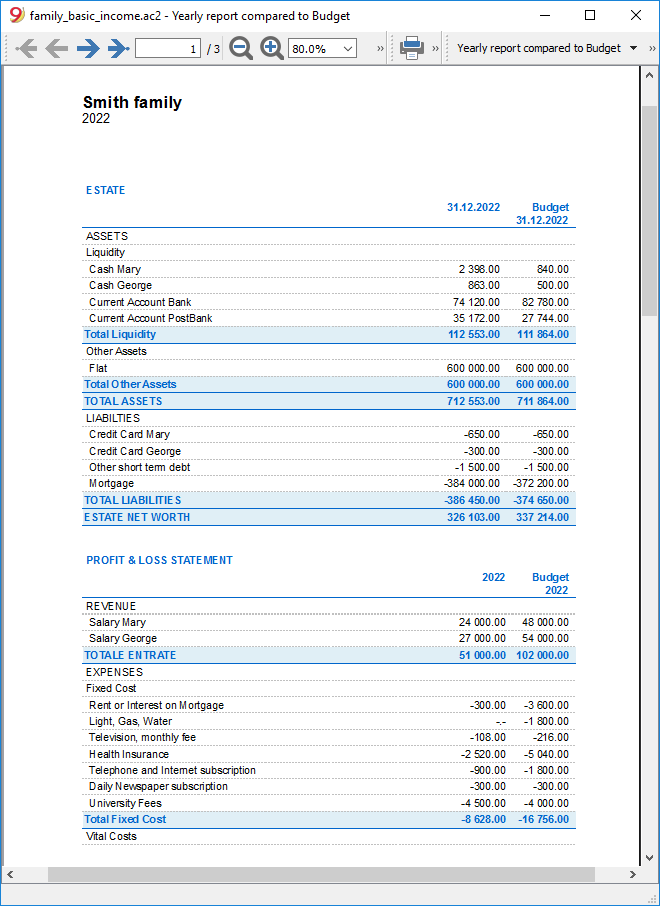 family_basic_income.ac2 - Yearly report compared to Budget
1 / 3 80.0% » » Yearly report compared to Budget »
Smith family
2022
ESTATE
31.12.2022 Budget
31.12.2022
ASSETS
Liquidity
Cash Mary 2 398.00 840.00
Cash George 863.00 500.00
Current Account Bank 74 120.00 82 780.00
Current Account PostBank 35 172.00 27 744.00
Total Liquidity 112 553.00 111 864.00
Other Assets
Flat 600 000.00 600 000.00
Total Other Assets 600 000.00 600 000.00
TOTAL ASSETS 712 553.00 711 864.00
LIABILTIES
Credit Card Mary -650.00 -650.00
Credit Card George -300.00 -300.00
Other short term debt -1 500.00 -1 500.00
Mortgage -384 000.00 -372 200.00
TOTAL LIABILITIES -386 450.00 -374 650.00
ESTATE NET WORTH 326 103.00 337 214.00
PROFIT & LOSS STATEMENT
2022 Budget
2022
REVENUE
Salary Mary 24 000.00 48 000.00
Salary George 27 000.00 54 000.00
TOTALE ENTRATE 51 000.00 102 000.00
EXPENSES
Fixed Cost
Rent or Interest on Mortgage -300.00 -3 600.00
Light, Gas, Water -.- -1 800.00
Television, monthly fee -108.00 -216.00
Health Insurance -2 520.00 -5 040.00
Telephone and Internet subscription -900.00 -1 800.00
Daily Newspaper subscription -300.00 -300.00
University Fees -4 500.00 -4 000.00
Total Fixed Cost -8 628.00 -16 756.00
Vital Costs